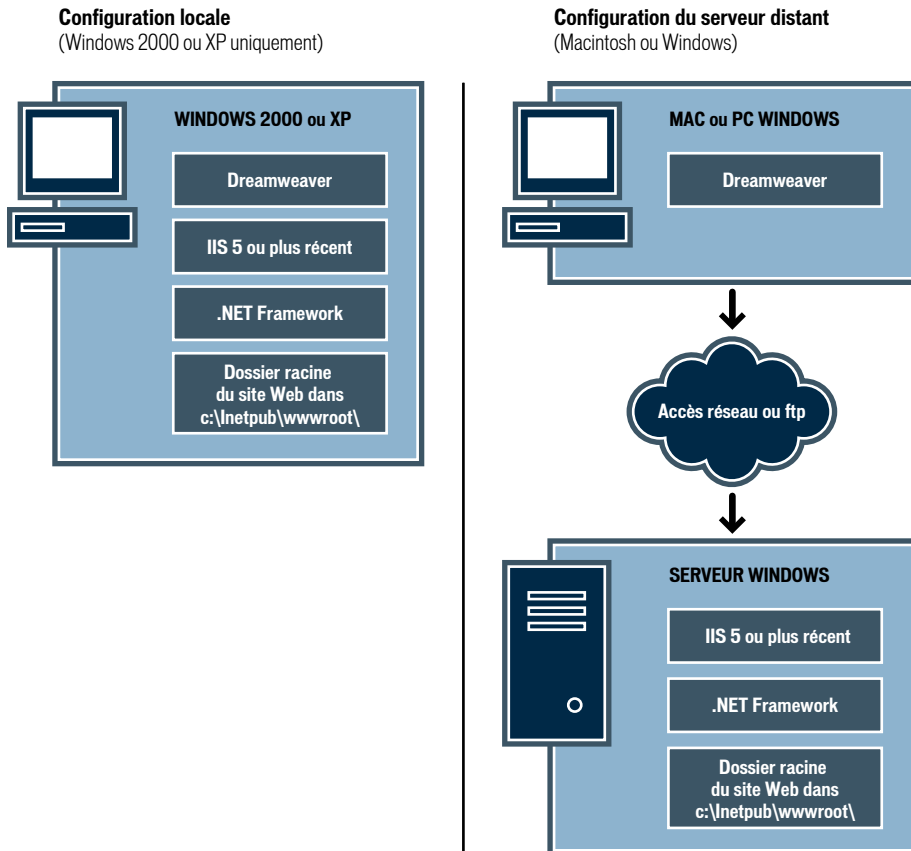 Configuration locale
(Windows 2000 ou XP uniquement)
WINDOWS 2000 ou XP
Dreamweaver
IIS 5 ou plus récent
.NET Framework
Dossier racine
du site Web dans
c:\Inetpub\wwwroot\
Configuration du serveur distant
(Macintosh ou Windows)
MAC ou PC WINDOWS
Dreamweaver
Accès réseau ou ftp
SERVEUR WINDOWS
IIS 5 ou plus récent
.NET Framework
Dossier racine
du site Web dans
c:\Inetpub\wwwroot\